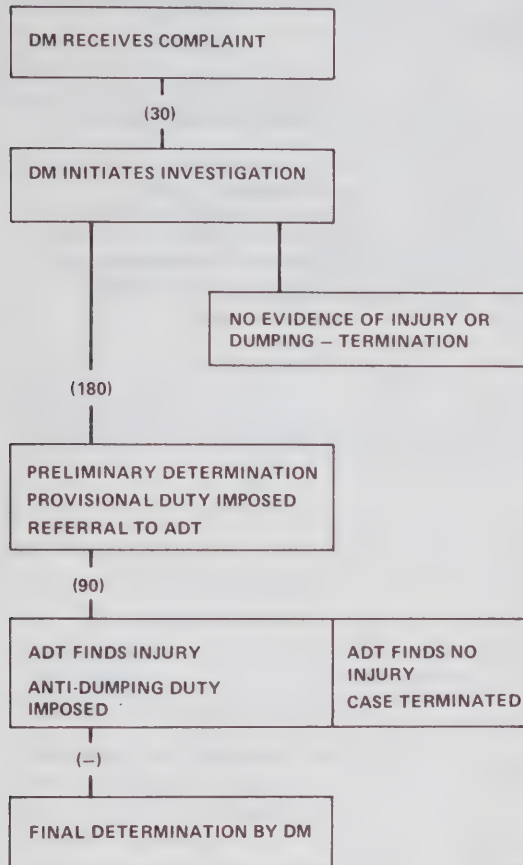 DM RECEIVES COMPLAINT
(30)
DM INITIATES INVESTIGATION
NO EVIDENCE OF INJURY OR
DUMPING – TERMINATION
(180)
PRELIMINARY DETERMINATION
PROVISIONAL DUTY IMPOSED
REFERRAL TO ADT
(90)
ADT FINDS INJURY
ANTI-DUMPING DUTY
IMPOSED
ADT FINDS NO
INJURY
CASE TERMINATED
(–)
FINAL DETERMINATION BY DM